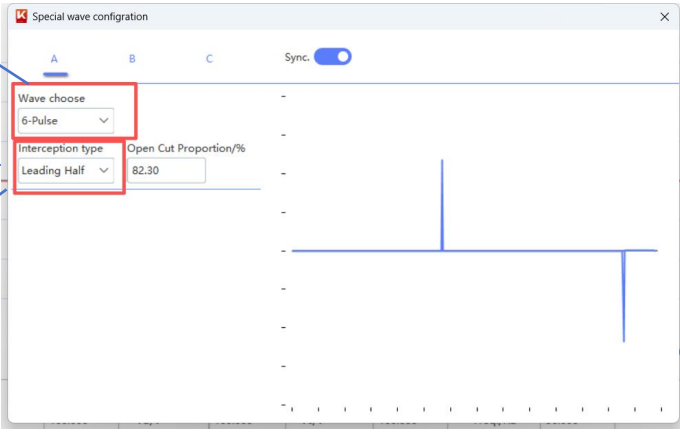 Special wave configration
A B C Sync.
Wave choose
6-Pulse
Interception type Open Cut Proportion/%
Leading Half 82.30